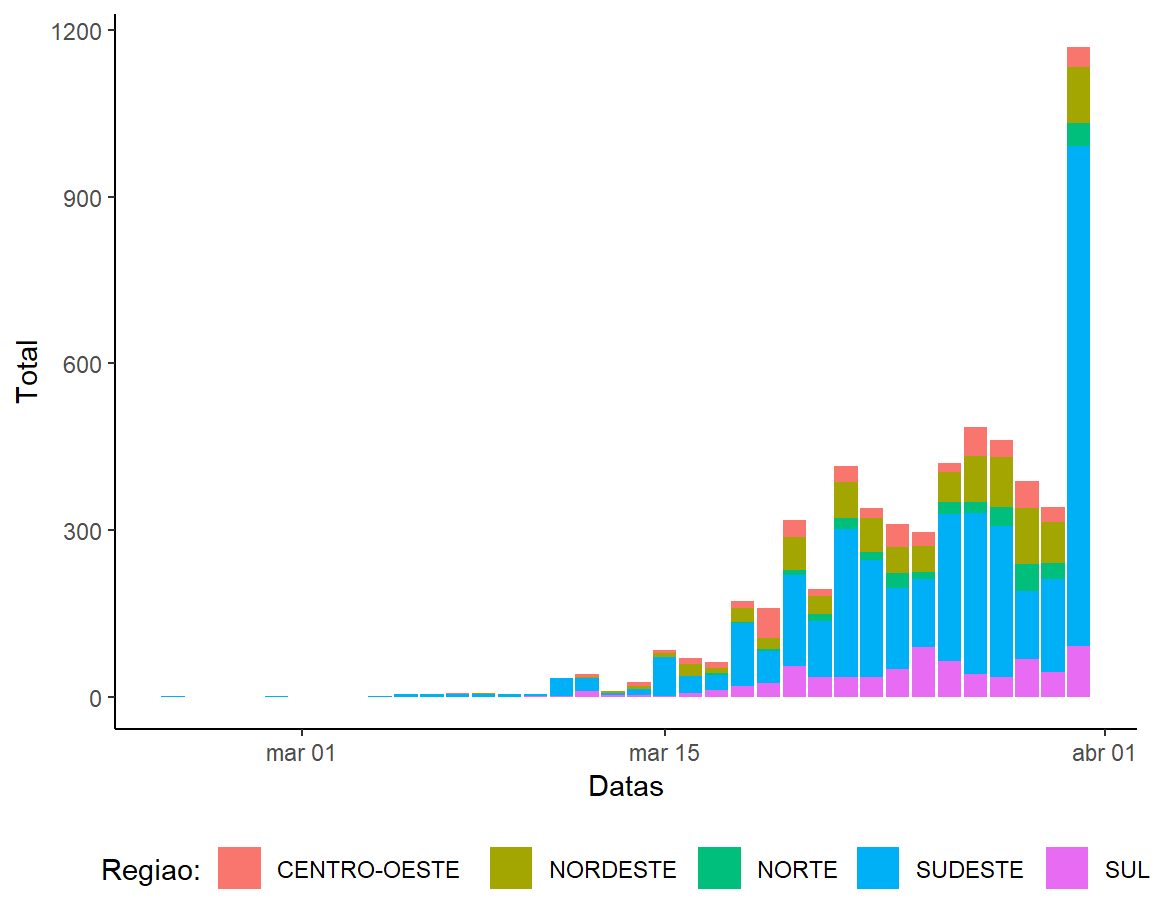 1200
900
600
300
0
Total
mar 01 mar 15 abr 01
Datas
Regiao: CENTRO-OESTE NORDESTE NORTE SUDESTE SUL